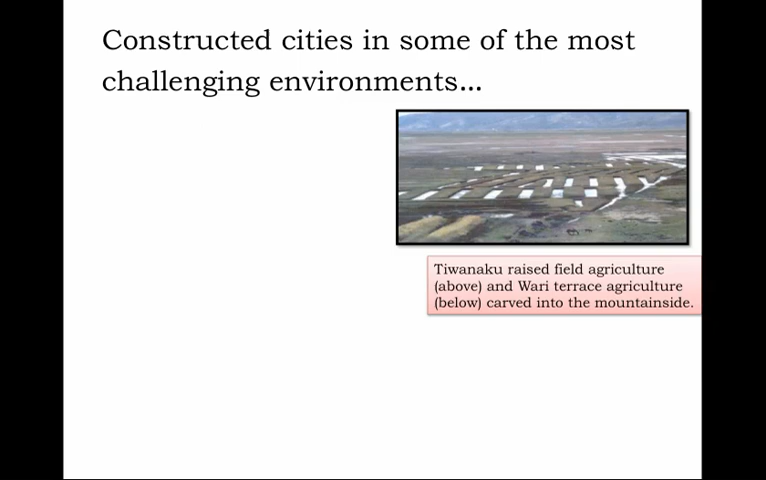 Constructed cities in some of the most
challenging environments...
Tiwanaku raised field agriculture
(above) and Wari terrace agriculture
(below) carved into the mountainside.